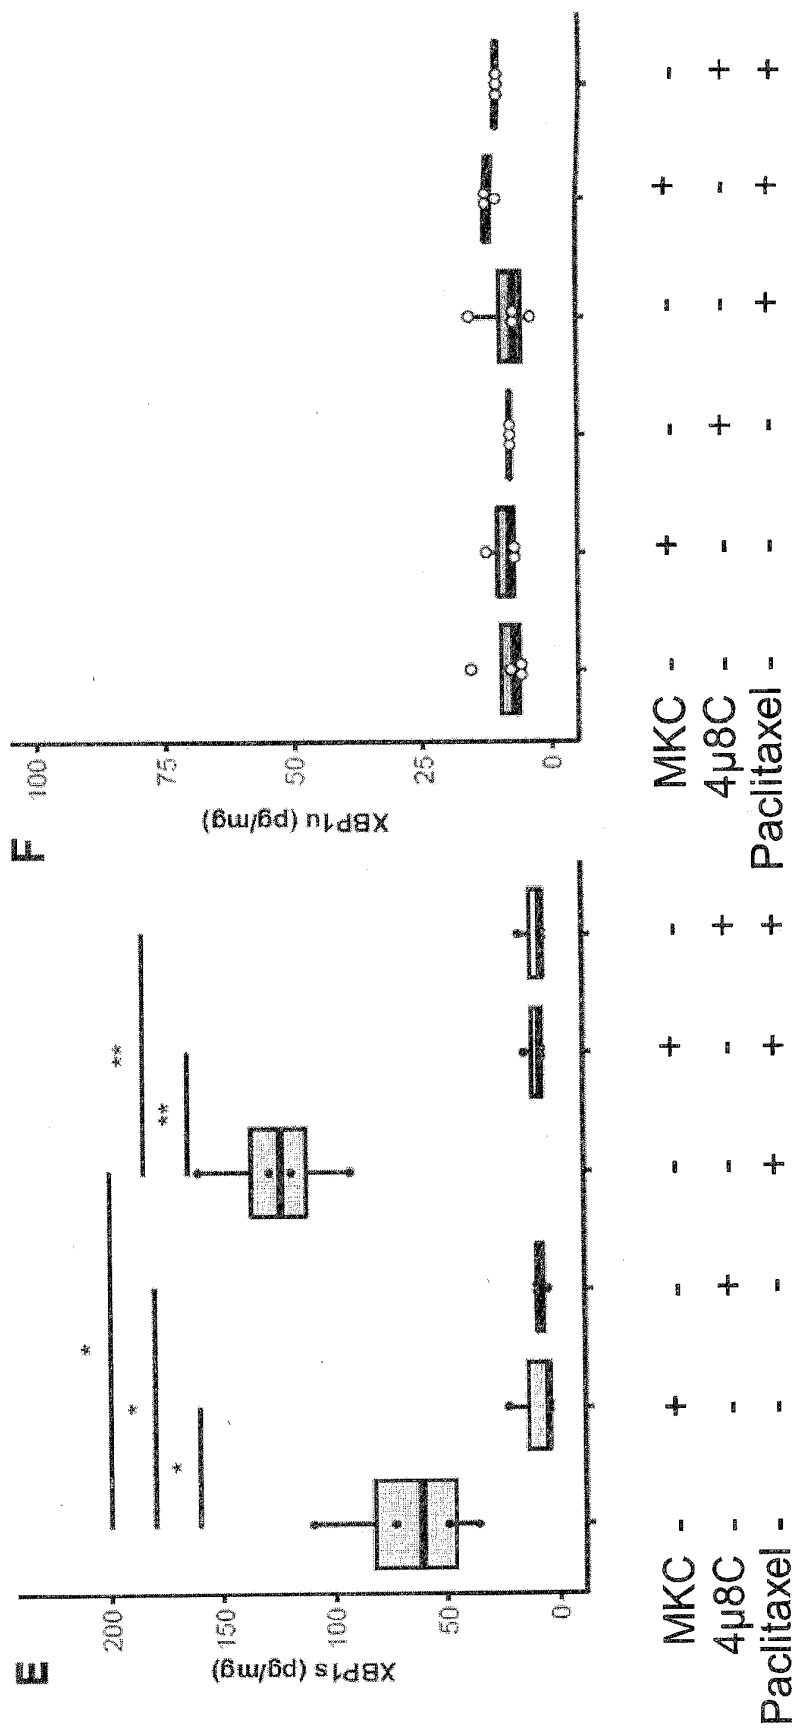 E
XBP1s (pg/mg)
200
150
100
50
0
*
*
*
**
**
MKC - + - - + -
4µ8C - - + - - +
Paclitaxel - - - + + +
F
XBP1u (pg/mg)
100
75
50
25
0
MKC - + - - + -
4µ8C - - + - - +
Paclitaxel - - - + + +